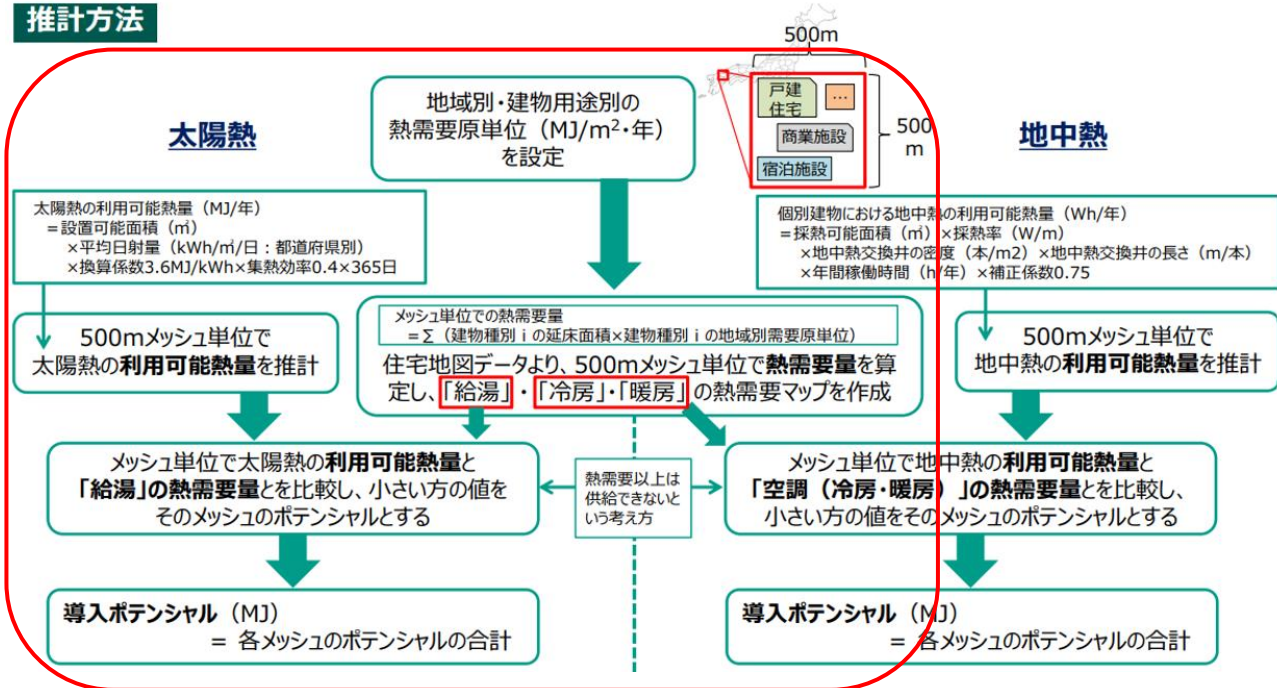 推計方法
500m
戸建
住宅
…
商業施設
宿泊施設
500
m
地域別・建物用途別の
熱需要原単位（MJ/m²・年）
を設定
太陽熱
地中熱
太陽熱の利用可能熱量（MJ/年）
＝設置可能面積（㎡）
×平均日射量（kWh/㎡/日：都道府県別）
×換算係数3.6MJ/kWh×集熱効率0.4×365日
個別建物における地中熱の利用可能熱量（Wh/年）
＝採熱可能面積（㎡）×採熱率（W/m）
×地中熱交換井の密度（本/m2）×地中熱交換井の長さ（m/本）
×年間稼働時間（h/年）×補正係数0.75
500mメッシュ単位で
太陽熱の利用可能熱量を推計
メッシュ単位での熱需要量
＝Σ（建物種別ｉの延床面積×建物種別ｉの地域別需要原単位）
住宅地図データより、500mメッシュ単位で熱需要量を算
定し、「給湯」・「冷房」・「暖房」の熱需要マップを作成
500mメッシュ単位で
地中熱の利用可能熱量を推計
メッシュ単位で太陽熱の利用可能熱量と
「給湯」の熱需要量とを比較し、小さい方の値を
そのメッシュのポテンシャルとする
熱需要以上は
供給できないと
いう考え方
メッシュ単位で地中熱の利用可能熱量と
「空調（冷房・暖房）」の熱需要量とを比較し、
小さい方の値をそのメッシュのポテンシャルとする
導入ポテンシャル（MJ）
＝ 各メッシュのポテンシャルの合計
導入ポテンシャル（MJ）
＝ 各メッシュのポテンシャルの合計